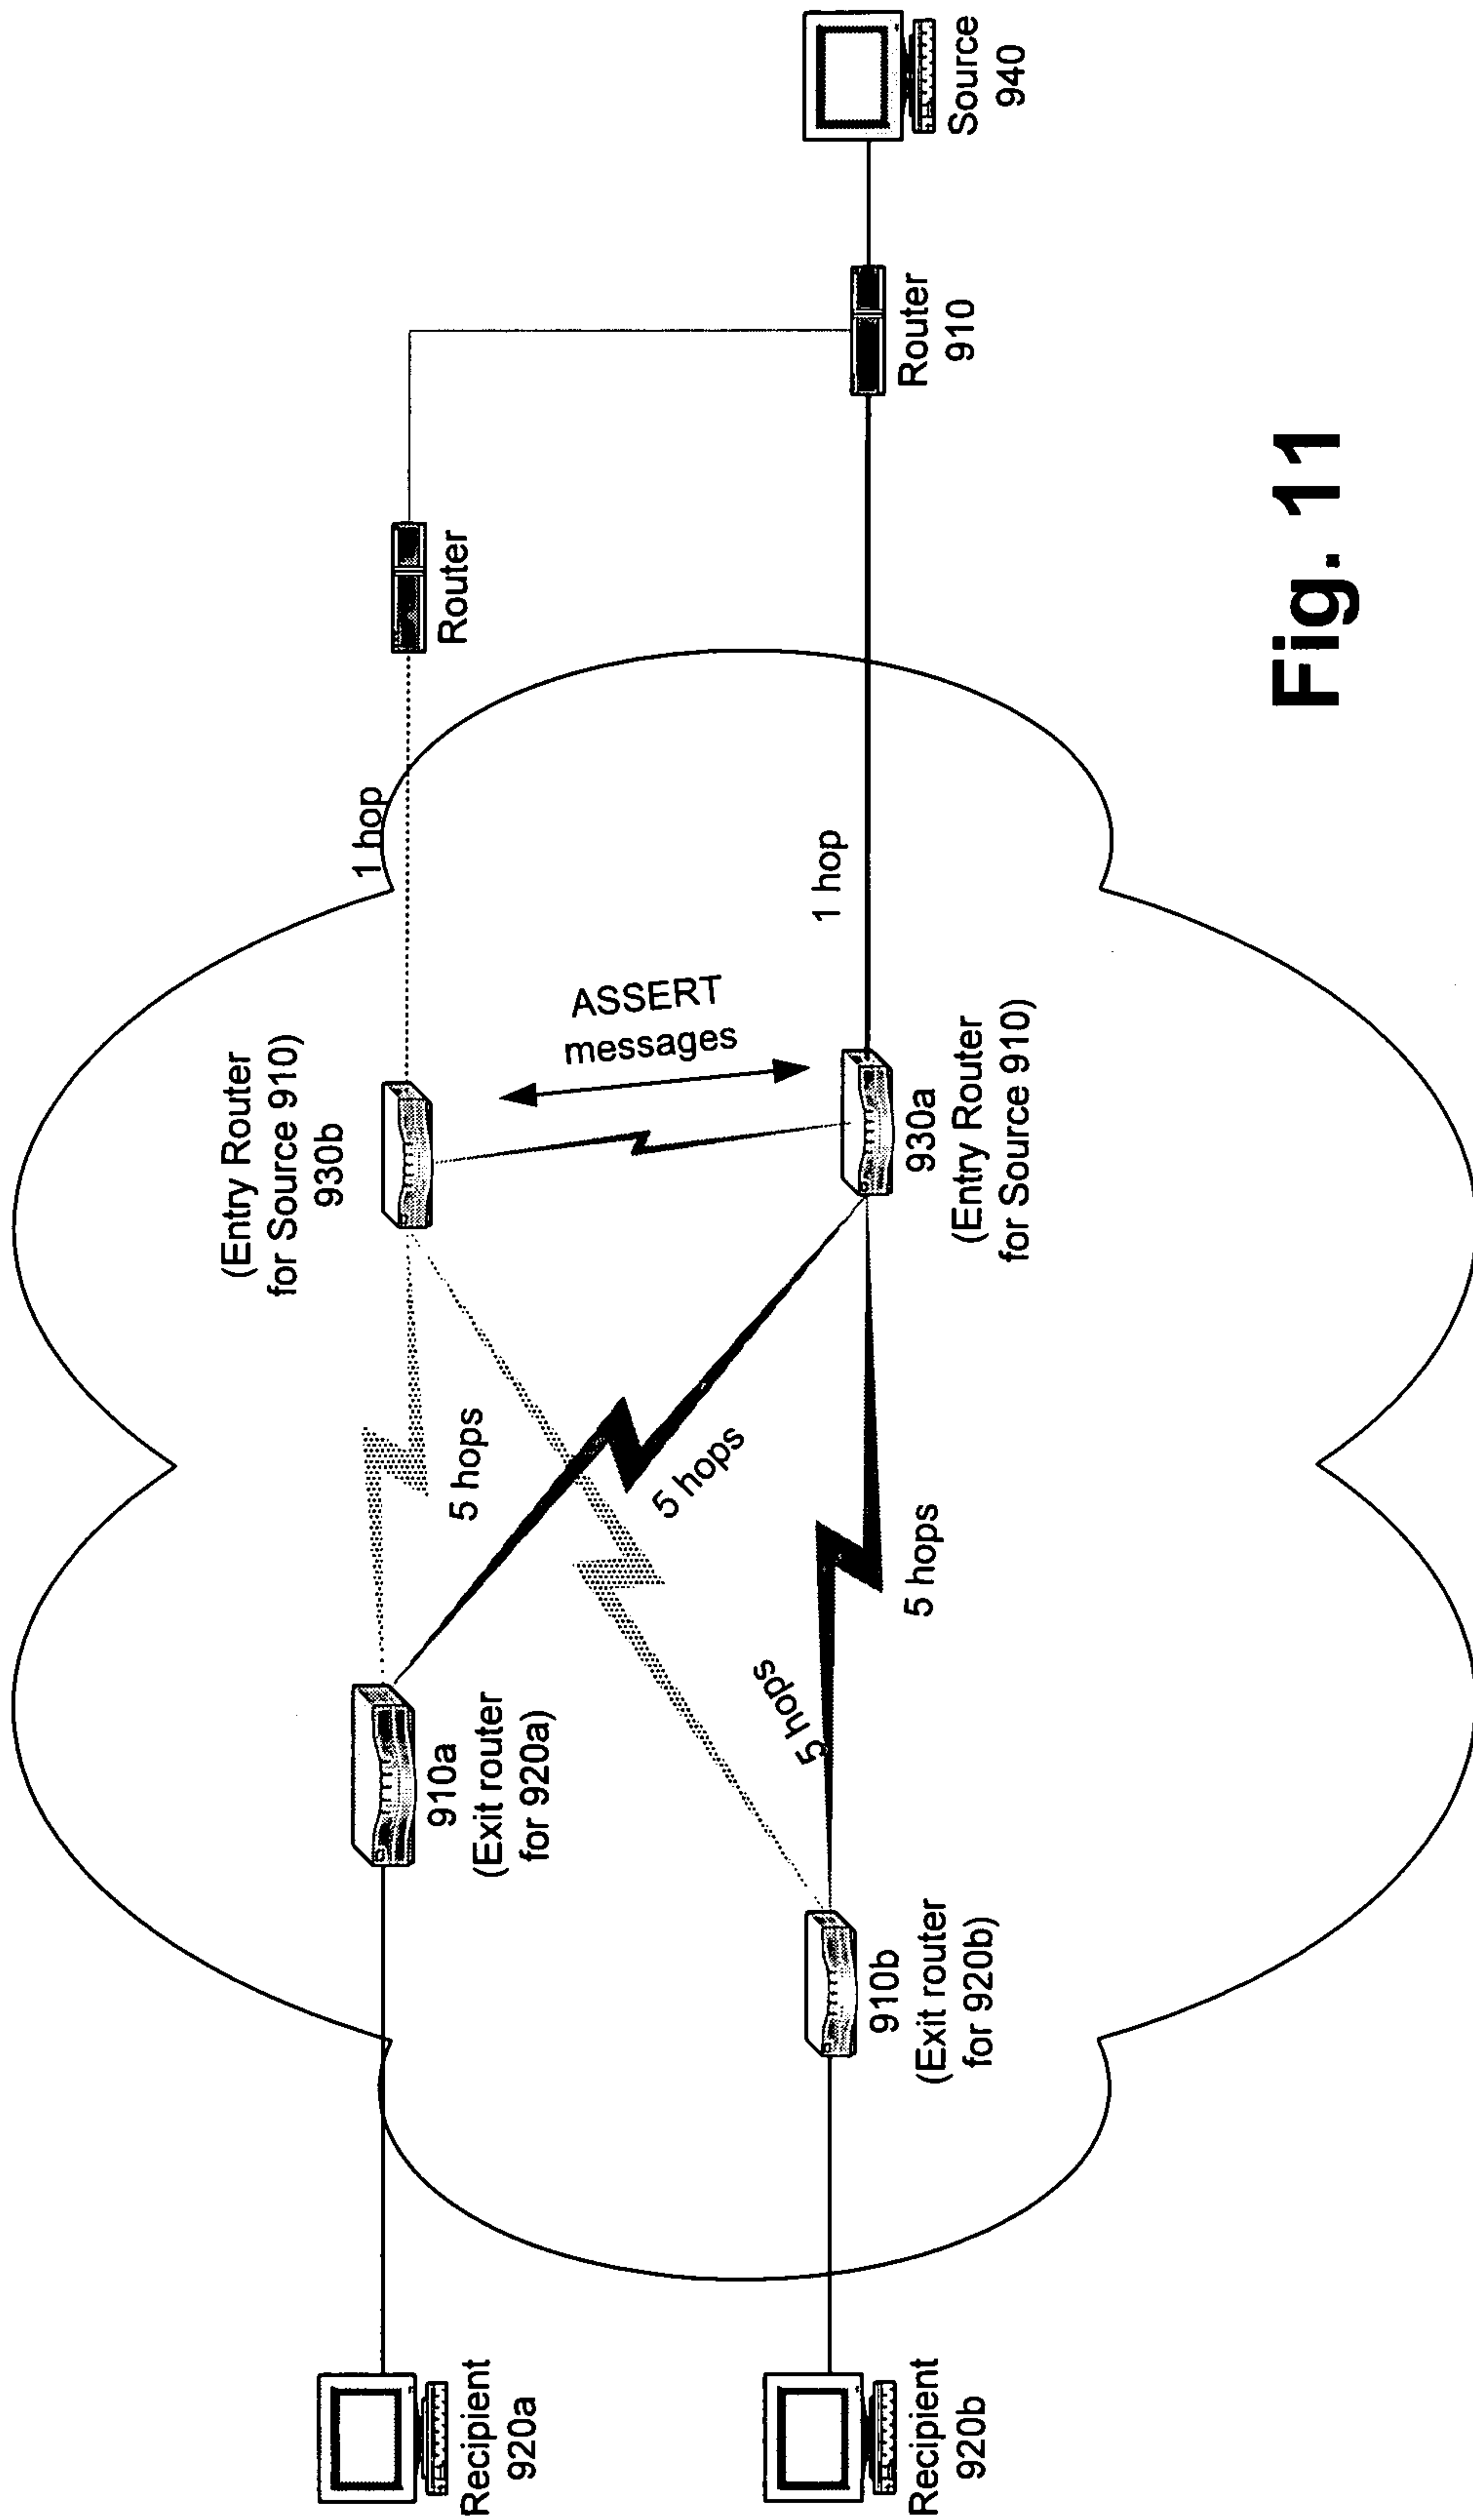 Recipient
920a
910a
(Exit router
for 920a)
5 hops
(Entry Router
for Source 910)
930b
1 hop
Router
ASSERT
messages
5 hops
Recipient
920b
910b
(Exit router
for 920b)
5 hops
5 hops
930a
(Entry Router
for Source 910)
1 hop
Router
910
Source
940
Fig. 11